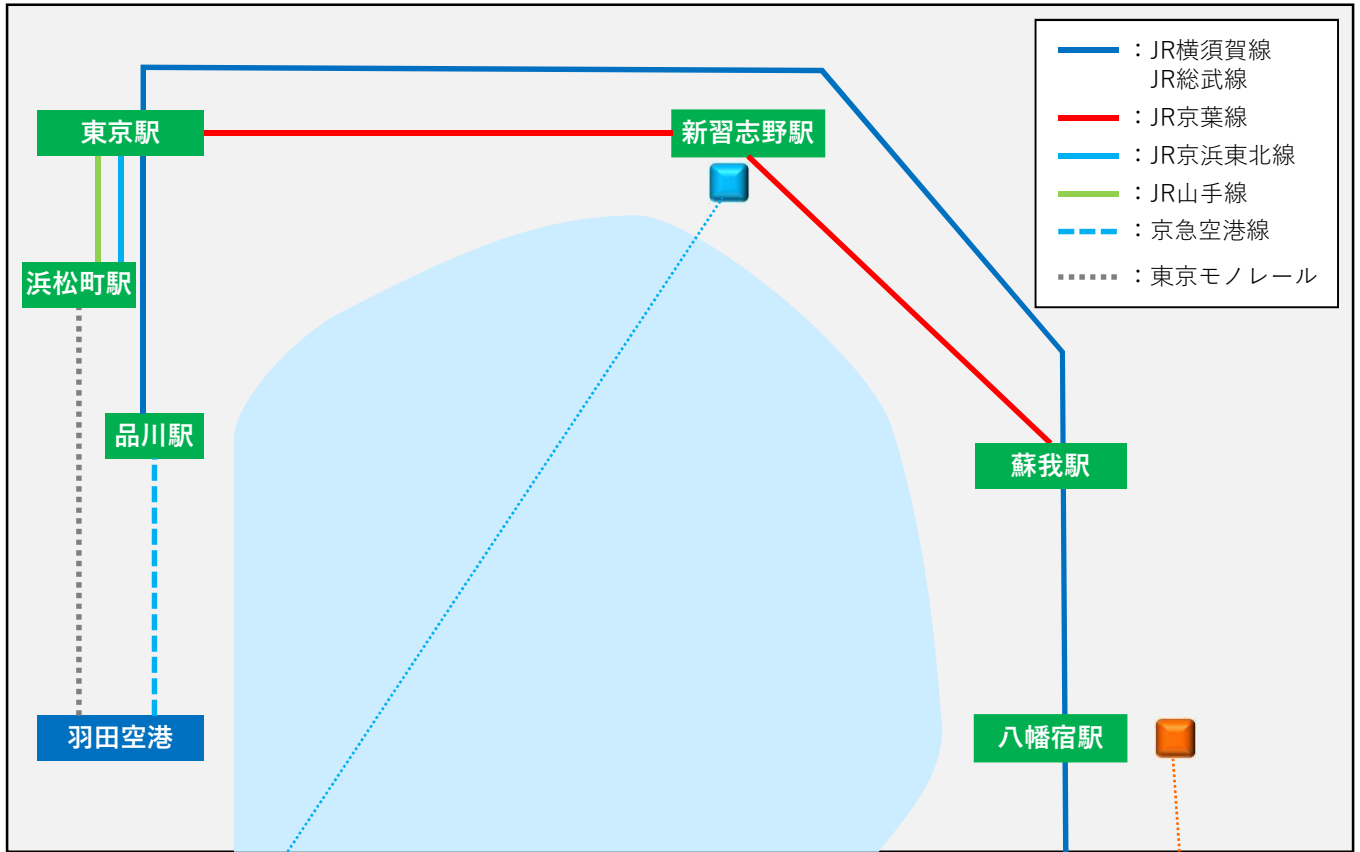 ：JR横須賀線
JR総武線
：JR京葉線
：JR京浜東北線
：JR山手線
：京急空港線
：東京モノレール
東京駅
新習志野駅
浜松町駅
品川駅
蘇我駅
羽田空港
八幡宿駅